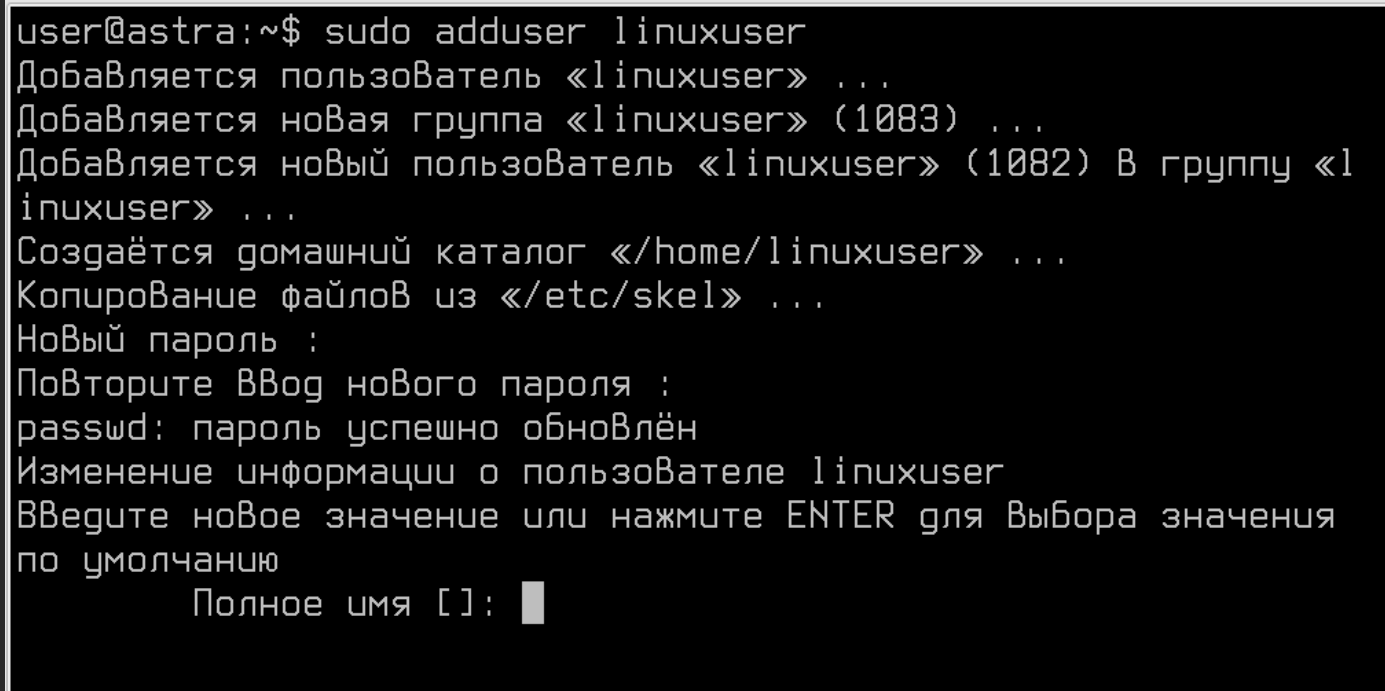 user@astra:~$ sudo adduser linuxuser
Добавляется пользователь «linuxuser» ...
Добавляется новая группа «linuxuser» (1083) ...
Добавляется новый пользователь «linuxuser» (1082) в группу «l
inuxuser» ...
Создаётся домашний каталог «/home/linuxuser» ...
Копирование файлов из «/etc/skel» ...
Новый пароль :
Повторите ввод нового пароля :
passwd: пароль успешно обновлён
Изменение информации о пользователе linuxuser
Введите новое значение или нажмите ENTER для выбора значения
по умолчанию
Полное имя []: